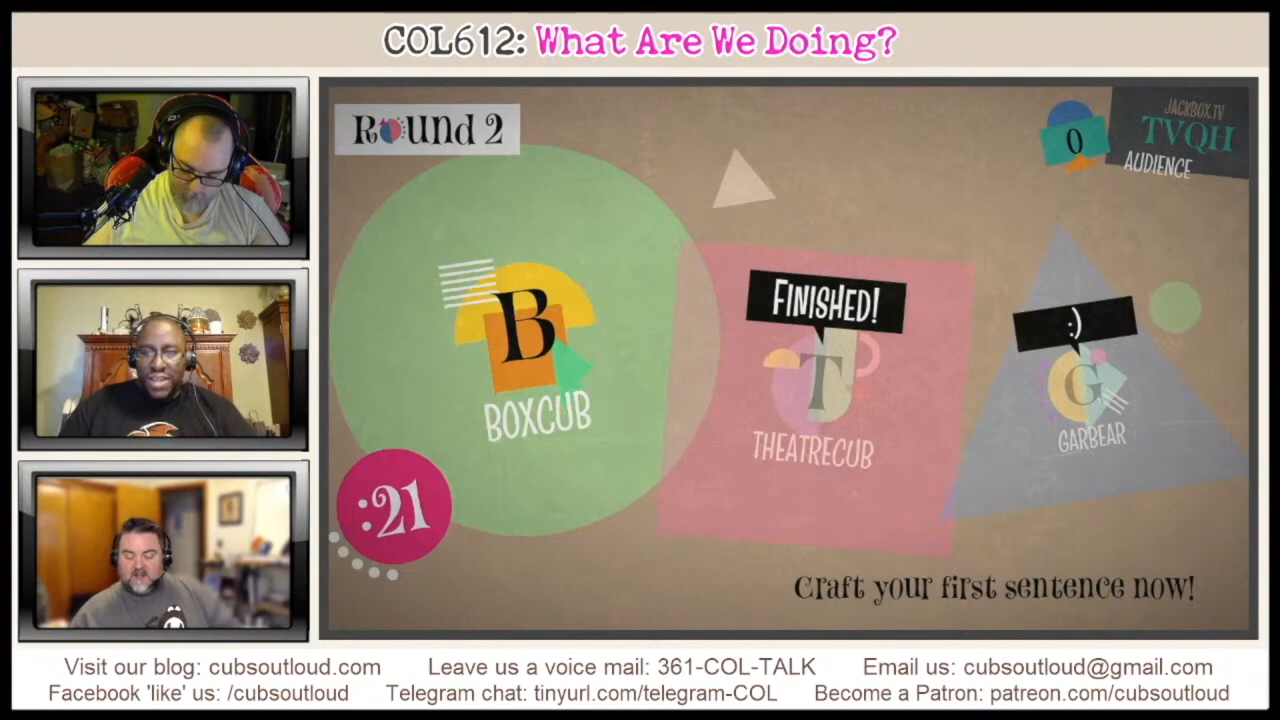 COL612: What Are We Doing?
Round 2
0
JACKBOX.TV
TVQH
AUDIENCE
B
BOXCUB
FINISHED!
T
THEATRECUB
:)
G
GARBEAR
:21
Craft your first sentence now!
Visit our blog: cubsoutloud.com Leave us a voice mail: 361-COL-TALK Email us: cubsoutloud@gmail.com
Facebook 'like' us: /cubsoutloud Telegram chat: tinyurl.com/telegram-COL Become a Patron: patreon.com/cubsoutloud